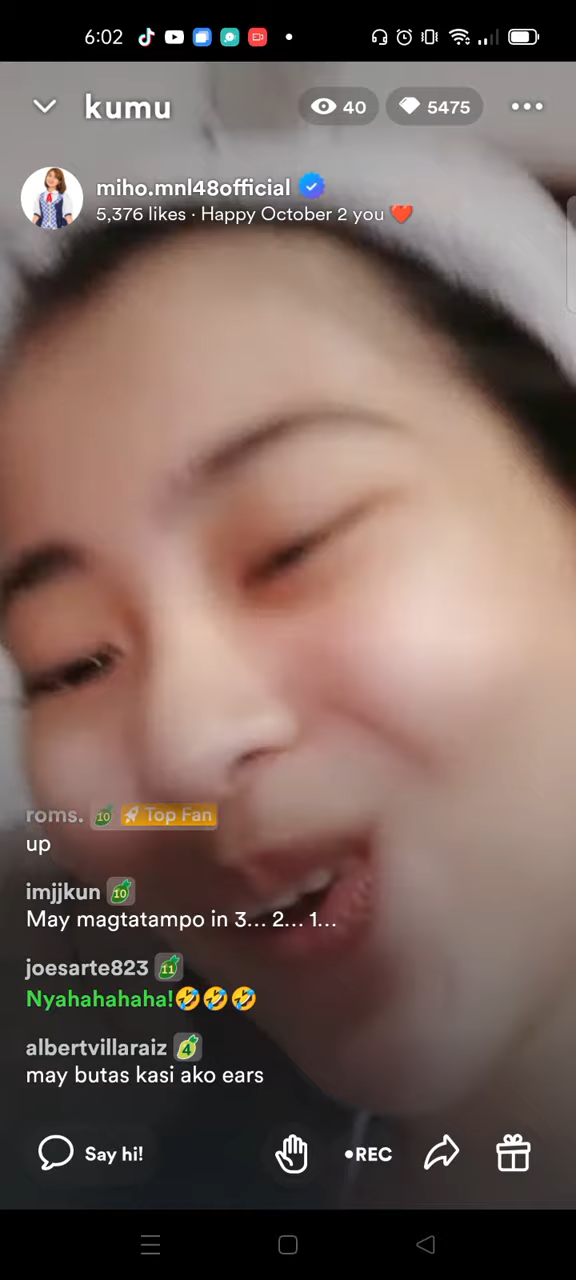 6:02
kumu
40
5475
miho.mnl48official
5,376 likes · Happy October 2 you ❤️
roms. 10 Top Fan
up
imjjkun 10
May magtatampo in 3... 2... 1...
joesarte823 11
Nyahahahaha!🤣🤣🤣
albertvillaraiz 4
may butas kasi ako ears
Say hi!
•REC